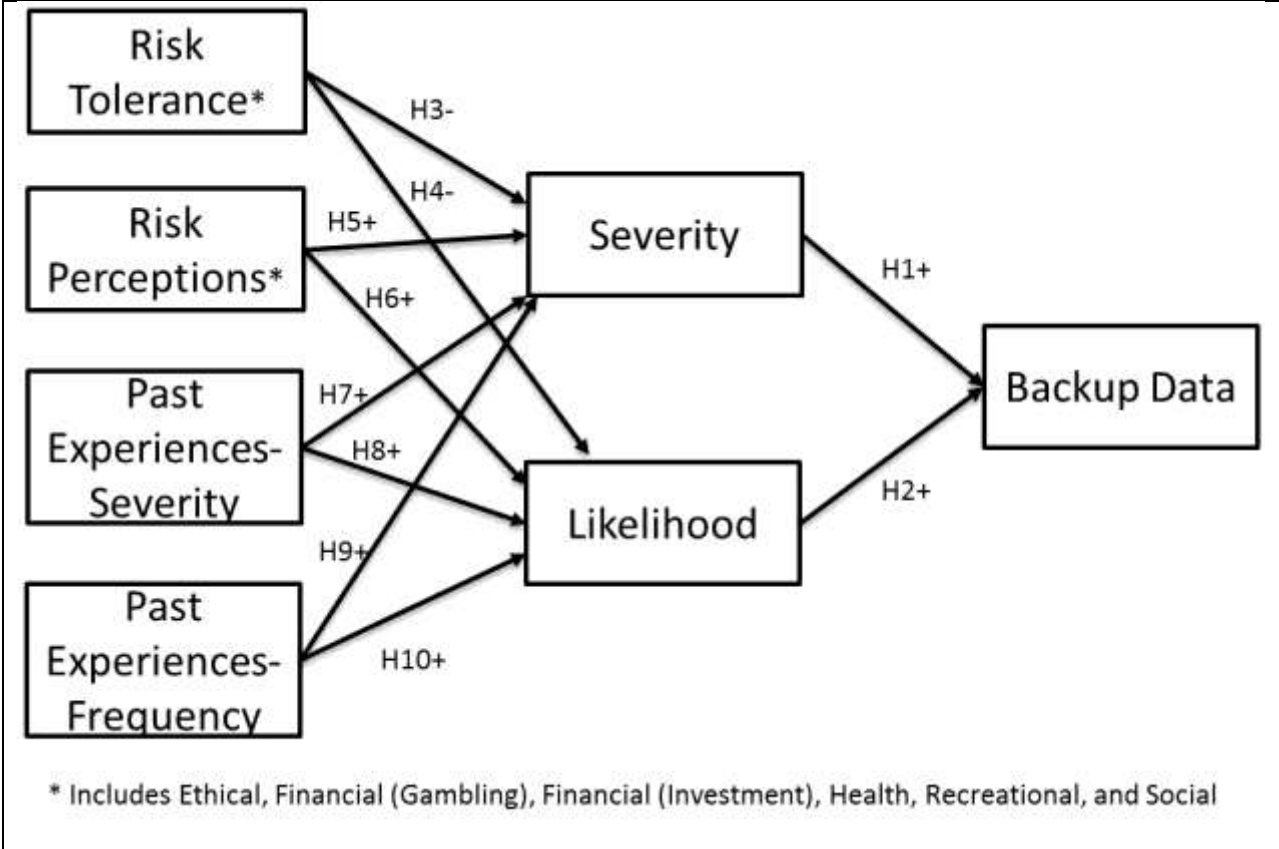 Risk
Tolerance*
H3-
H4-
Risk
Perceptions*
H5+
H6+
Severity
H1+
Backup Data
Past
Experiences-
Severity
H7+
H8+
Likelihood
H2+
H9+
Past
Experiences-
Frequency
H10+
* Includes Ethical, Financial (Gambling), Financial (Investment), Health, Recreational, and Social